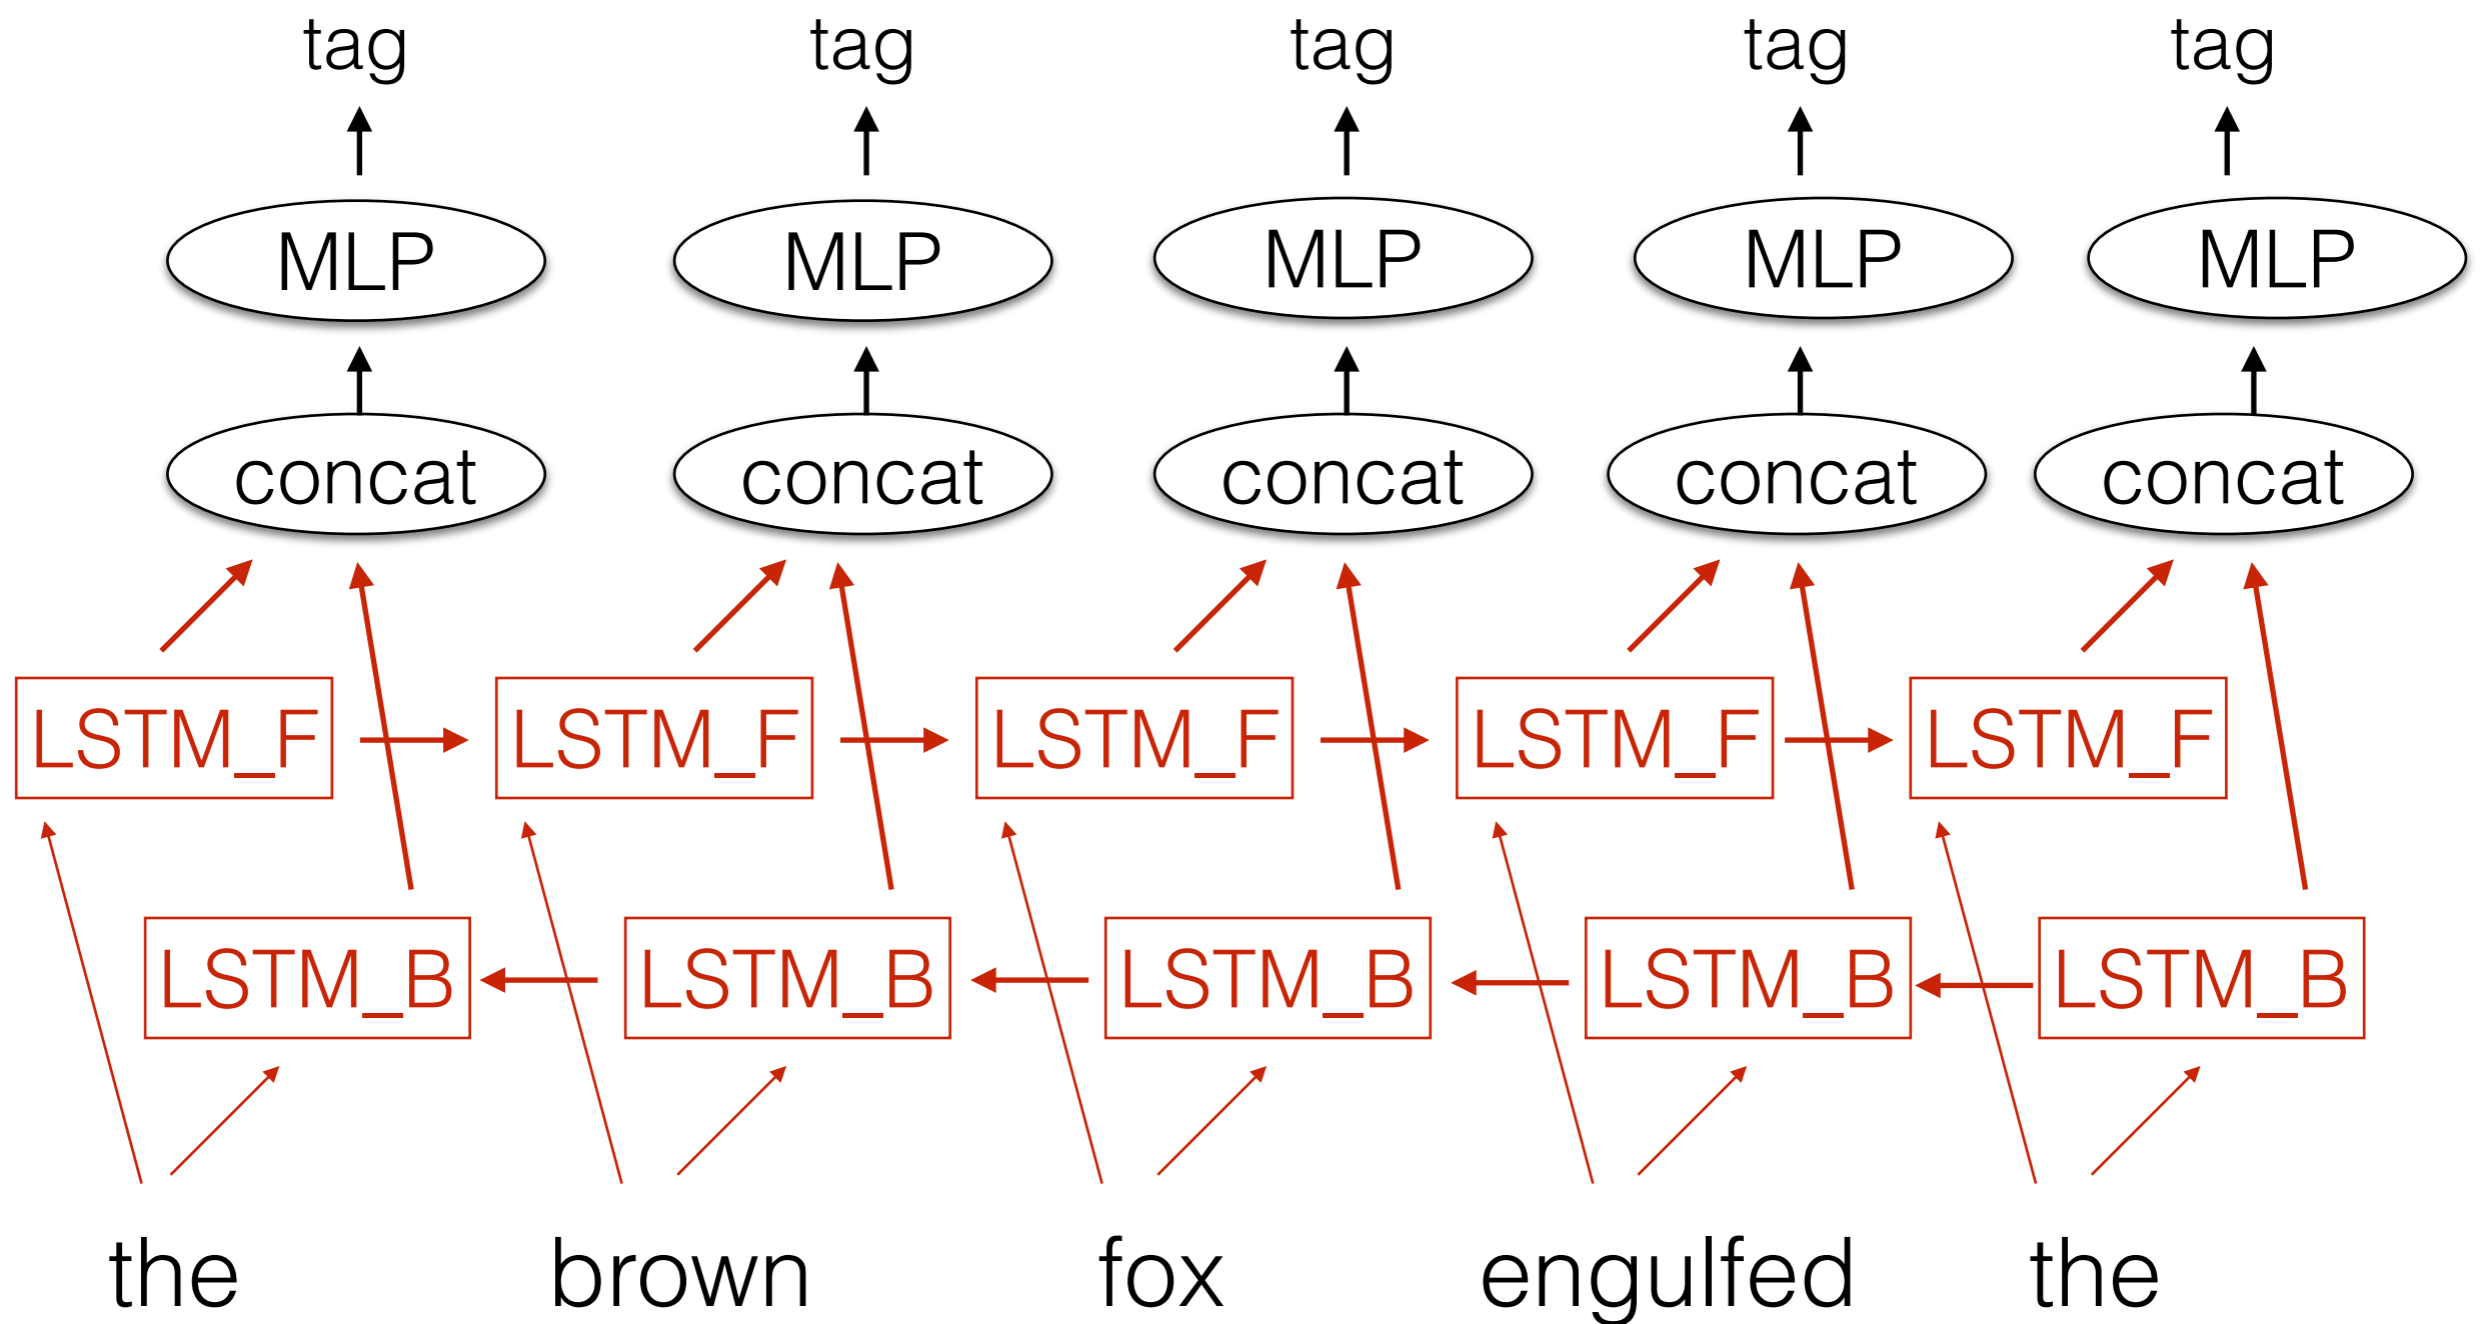 tag tag tag tag tag
MLP MLP MLP MLP MLP
concat concat concat concat concat
LSTM_F LSTM_F LSTM_F LSTM_F LSTM_F
LSTM_B LSTM_B LSTM_B LSTM_B LSTM_B
the brown fox engulfed the